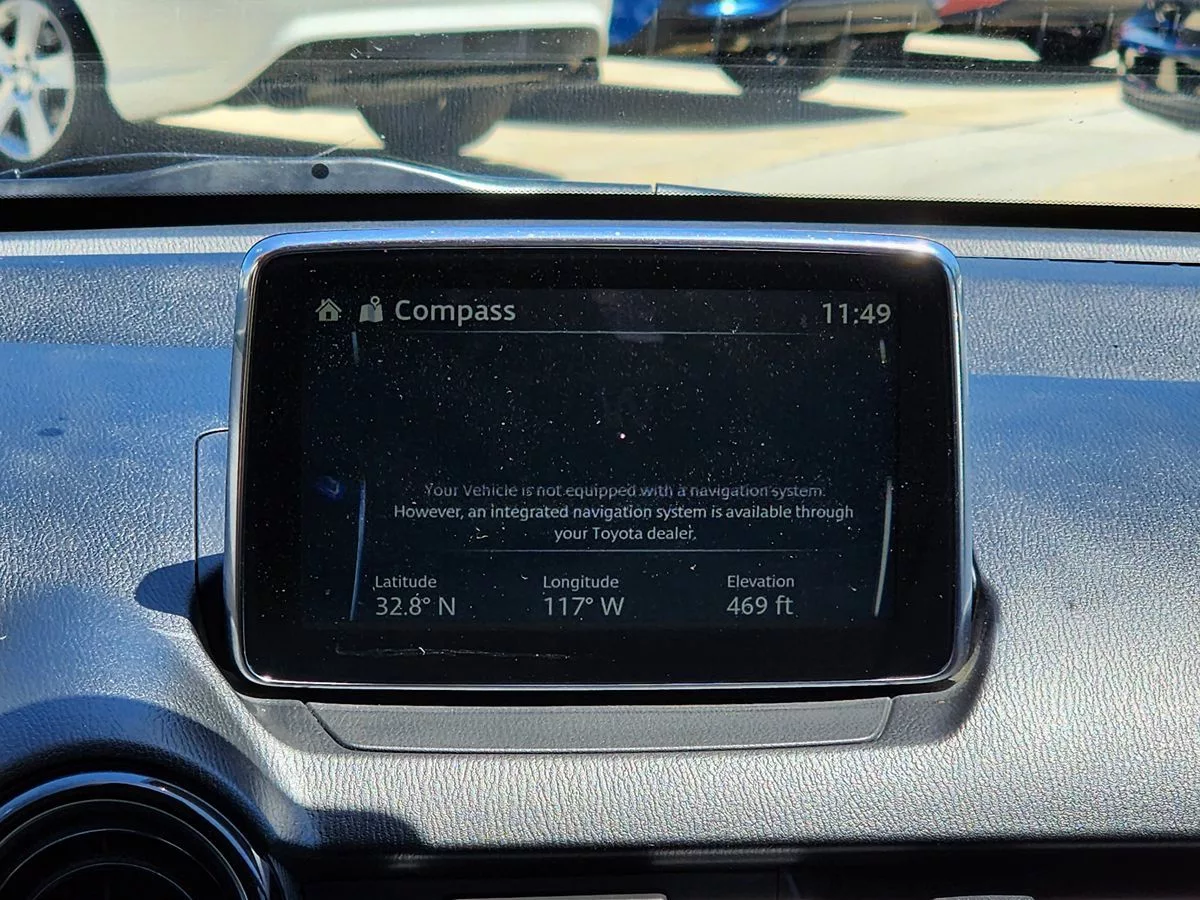 Compass
11:49
Your Vehicle is not equipped with a navigation system.
However, an integrated navigation system is available through
your Toyota dealer.
Latitude Longitude Elevation
32.8° N 117° W 469 ft